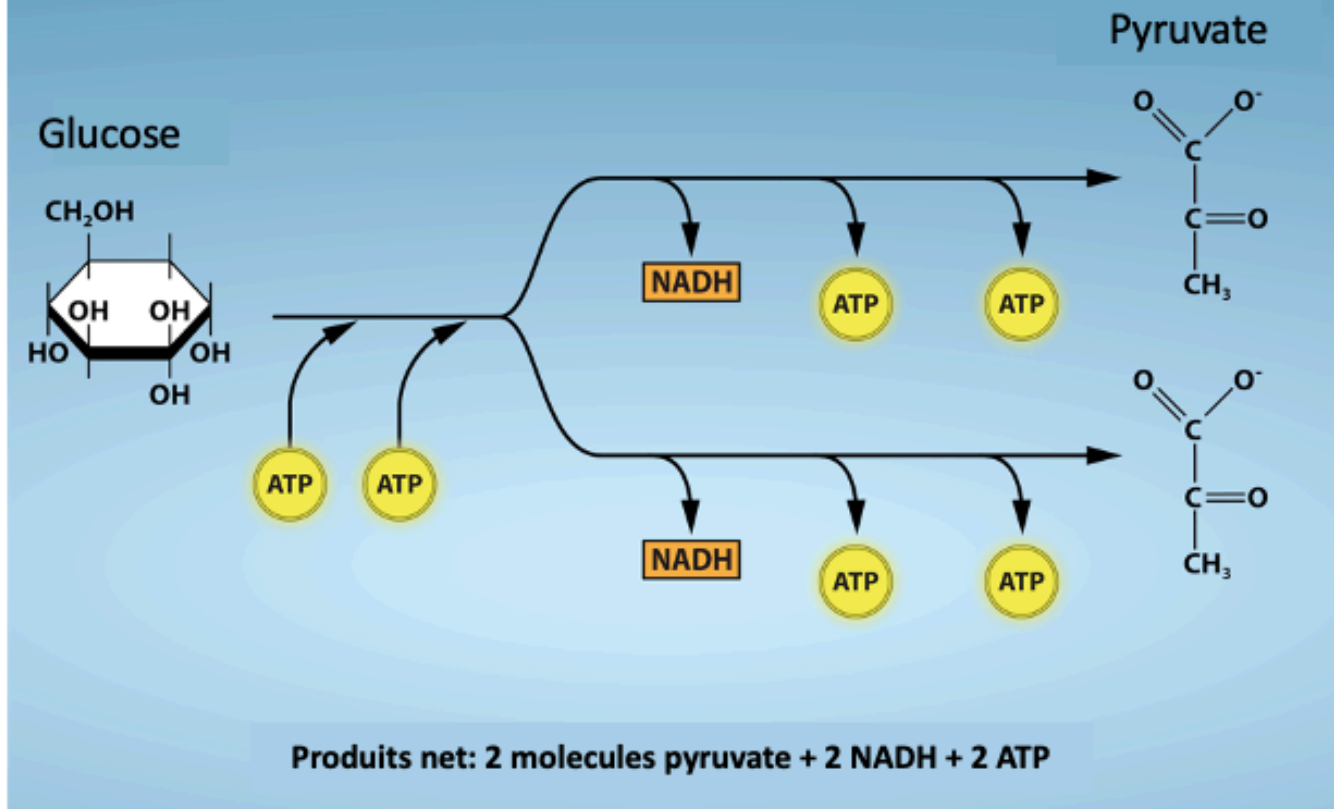 Pyruvate
Glucose
CH₂OH
OH OH
HO OH
OH
ATP ATP
NADH ATP ATP
NADH ATP ATP
O O⁻
C
C=O
CH₃
O O⁻
C
C=O
CH₃
Produits net: 2 molecules pyruvate + 2 NADH + 2 ATP